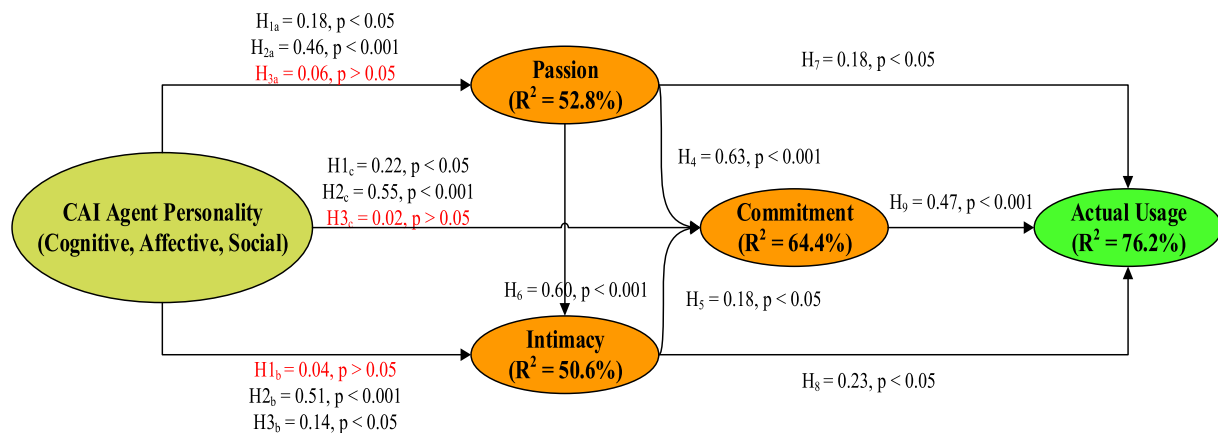 H₁ₐ = 0.18, p < 0.05
H₂ₐ = 0.46, p < 0.001
H₃ₐ = 0.06, p > 0.05
Passion
(R² = 52.8%)
H₇ = 0.18, p < 0.05
CAI Agent Personality
(Cognitive, Affective, Social)
H1c = 0.22, p < 0.05
H2c = 0.55, p < 0.001
H3c = 0.02, p > 0.05
H₄ = 0.63, p < 0.001
Commitment
(R² = 64.4%)
H₉ = 0.47, p < 0.001
Actual Usage
(R² = 76.2%)
H₆ = 0.60, p < 0.001
H₅ = 0.18, p < 0.05
Intimacy
(R² = 50.6%)
H1b = 0.04, p > 0.05
H2b = 0.51, p < 0.001
H3b = 0.14, p < 0.05
H₈ = 0.23, p < 0.05